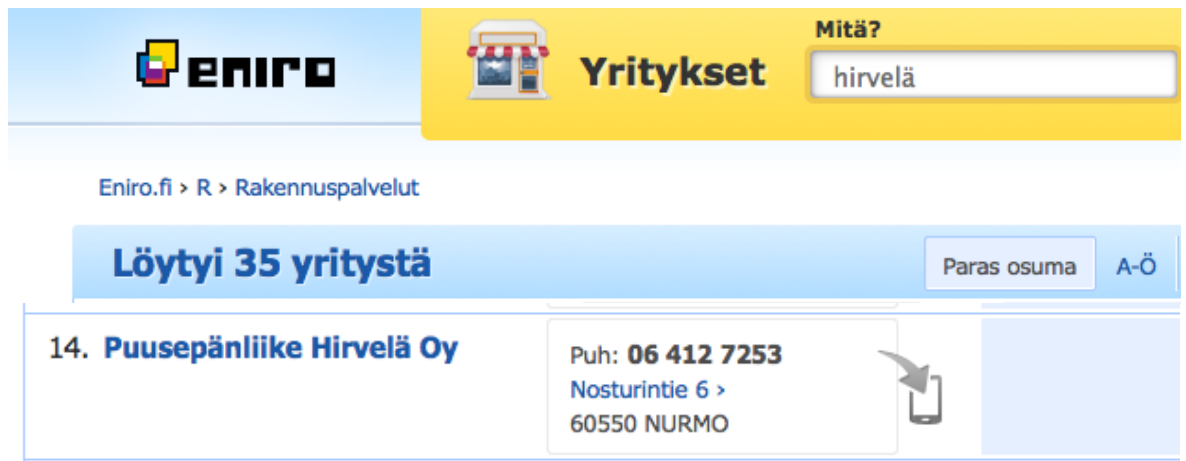 eniro
Yritykset
Mitä?
hirvelä
Eniro.fi › R › Rakennuspalvelut
Löytyi 35 yritystä
Paras osuma A-Ö
14. Puusepänliike Hirvelä Oy
Puh: 06 412 7253
Nosturintie 6 ›
60550 NURMO